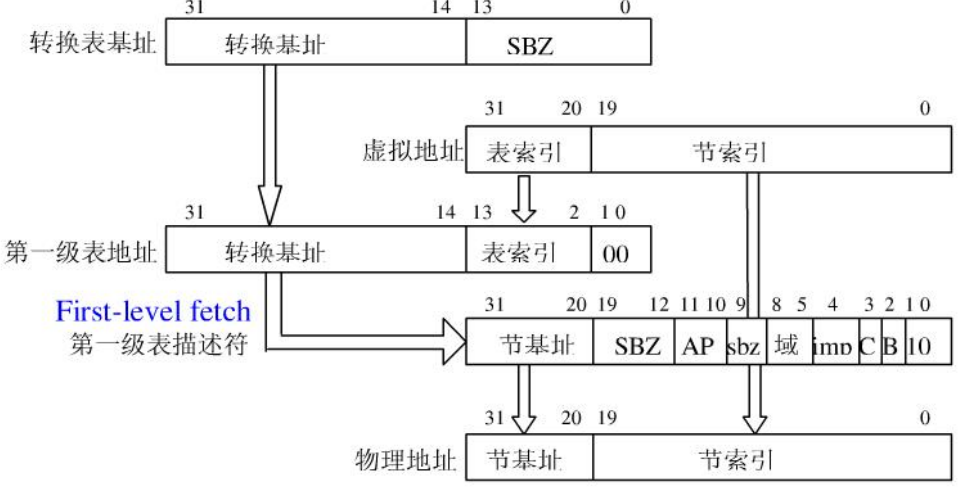 31 14 13 0
转换表基址 转换基址 SBZ
31 20 19 0
虚拟地址 表索引 节索引
31 14 13 2 1 0
第一级表地址 转换基址 表索引 00
First-level fetch
31 20 19 12 11 10 9 8 5 4 3 2 1 0
第一级表描述符 节基址 SBZ AP sbz 域 imp C B 10
31 20 19 0
物理地址 节基址 节索引